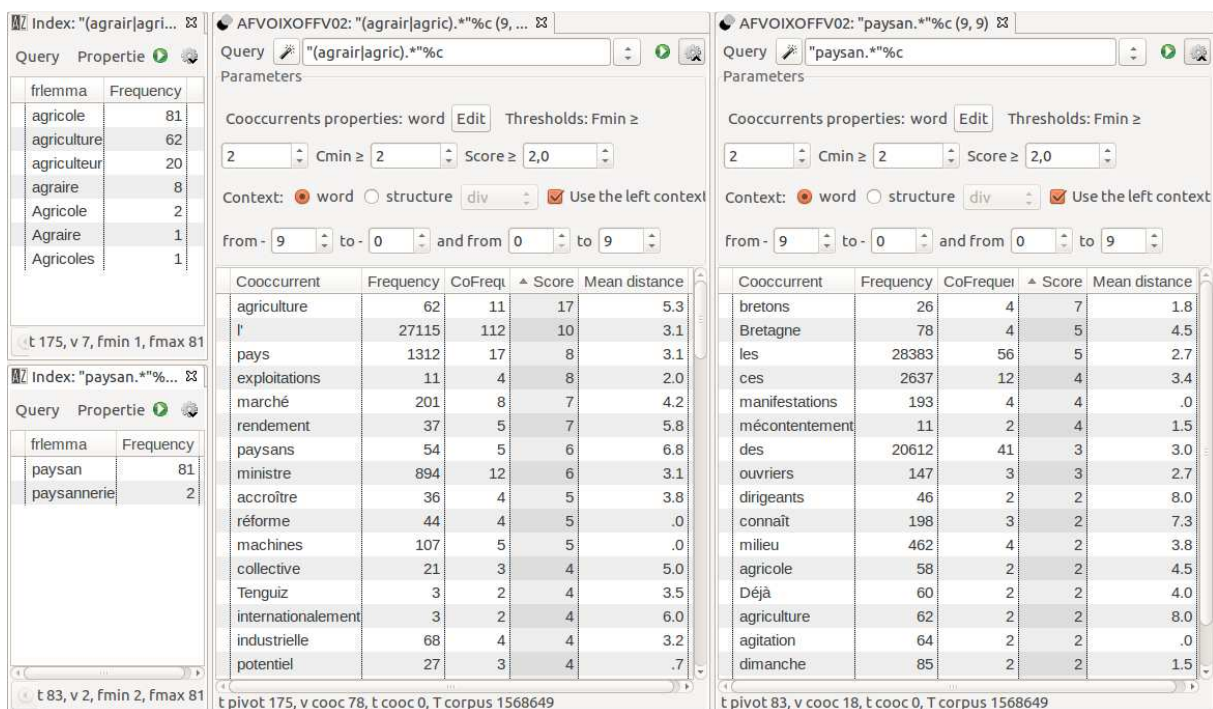 Index: "(agrair|agri...
Query Propertie
frlemma Frequency
agricole 81
agriculture 62
agriculteur 20
agraire 8
Agricole 2
Agraire 1
Agricoles 1
t 175, v 7, fmin 1, fmax 81
Index: "paysan.*"%...
Query Propertie
frlemma Frequency
paysan 81
paysannerie 2
t 83, v 2, fmin 2, fmax 81
AFVOIXOFFV02: "(agrair|agric).*"%c (9, ...
Query "(agrair|agric).*"%c
Parameters
Cooccurrents properties: word Edit Thresholds: Fmin ≥
2 Cmin ≥ 2 Score ≥ 2,0
Context: word structure div Use the left context
from - 9 to - 0 and from 0 to 9
Cooccurrent Frequency CoFrequ Score Mean distance
agriculture 62 11 17 5.3
l' 27115 112 10 3.1
pays 1312 17 8 3.1
exploitations 11 4 8 2.0
marché 201 8 7 4.2
rendement 37 5 7 5.8
paysans 54 5 6 6.8
ministre 894 12 6 3.1
accroître 36 4 5 3.8
réforme 44 4 5 .0
machines 107 5 5 .0
collective 21 3 4 5.0
Tenguiz 3 2 4 3.5
internationalement 3 2 4 6.0
industrielle 68 4 4 3.2
potentiel 27 3 4 .7
t pivot 175, v cooc 78, t cooc 0, T corpus 1568649
AFVOIXOFFV02: "paysan.*"%c (9, 9)
Query "paysan.*"%c
Parameters
Cooccurrents properties: word Edit Thresholds: Fmin ≥
2 Cmin ≥ 2 Score ≥ 2,0
Context: word structure div Use the left context
from - 9 to - 0 and from 0 to 9
Cooccurrent Frequency CoFrequer Score Mean distance
bretons 26 4 7 1.8
Bretagne 78 4 5 4.5
les 28383 56 5 2.7
ces 2637 12 4 3.4
manifestations 193 4 4 .0
mécontentement 11 2 4 1.5
des 20612 41 3 3.0
ouvriers 147 3 3 2.7
dirigeants 46 2 2 8.0
connaît 198 3 2 7.3
milieu 462 4 2 3.8
agricole 58 2 2 4.5
Déjà 60 2 2 4.0
agriculture 62 2 2 8.0
agitation 64 2 2 .0
dimanche 85 2 2 1.5
t pivot 83, v cooc 18, t cooc 0, T corpus 1568649